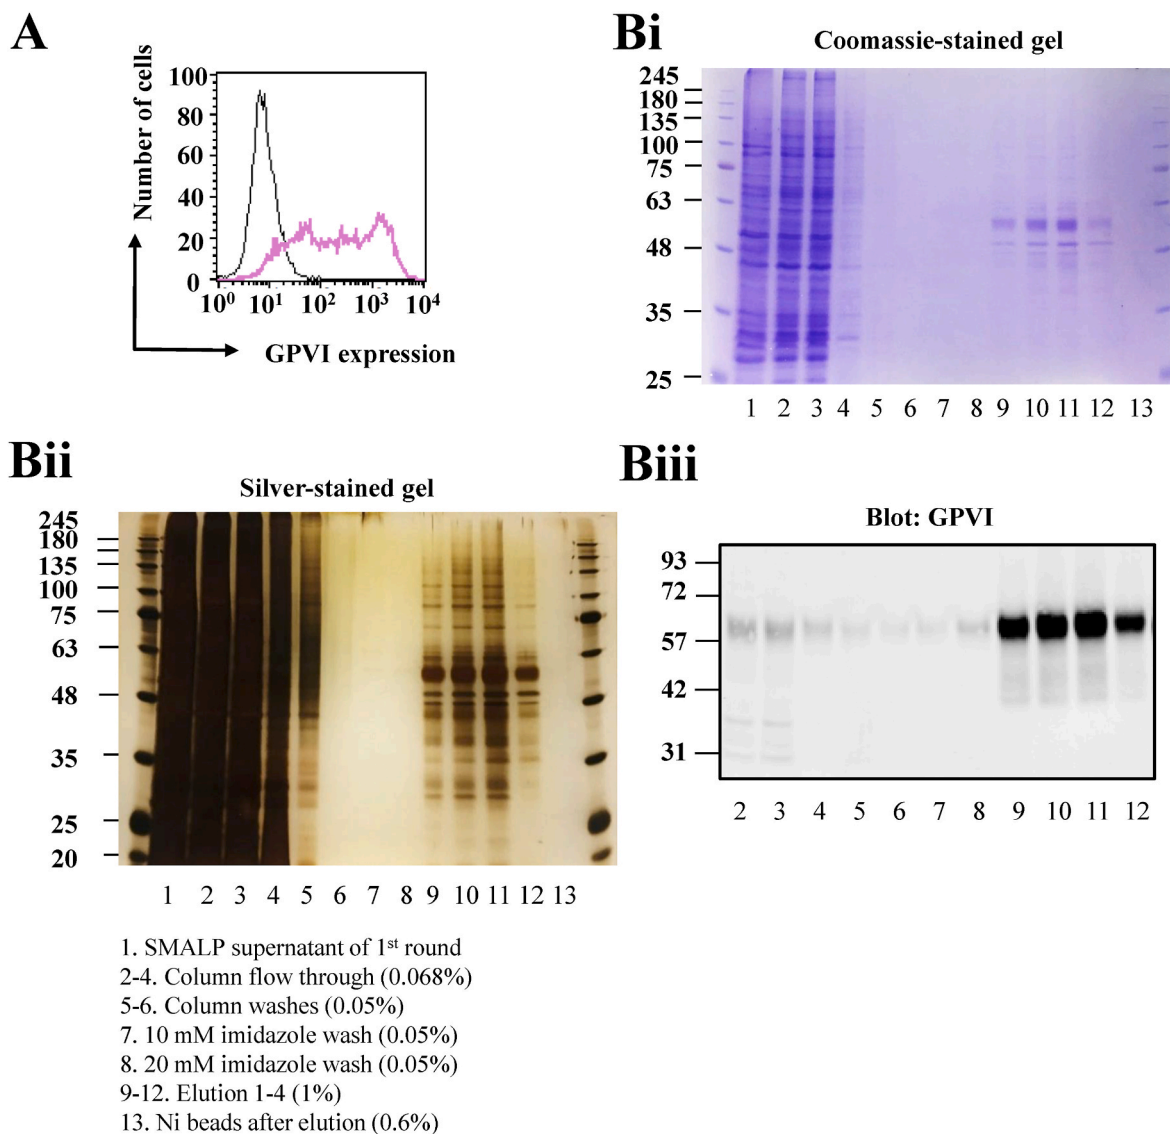 A
Number of cells
100
80
60
40
20
0
10⁰ 10¹ 10² 10³ 10⁴
GPVI expression
Bi
Coomassie-stained gel
245
180
135
100
75
63
48
35
25
1 2 3 4 5 6 7 8 9 10 11 12 13
Bii
Silver-stained gel
245
180
135
100
75
63
48
35
25
20
1 2 3 4 5 6 7 8 9 10 11 12 13
Biii
Blot: GPVI
93
72
57
42
31
2 3 4 5 6 7 8 9 10 11 12
1. SMALP supernatant of 1ˢᵗ round
2-4. Column flow through (0.068%)
5-6. Column washes (0.05%)
7. 10 mM imidazole wash (0.05%)
8. 20 mM imidazole wash (0.05%)
9-12. Elution 1-4 (1%)
13. Ni beads after elution (0.6%)